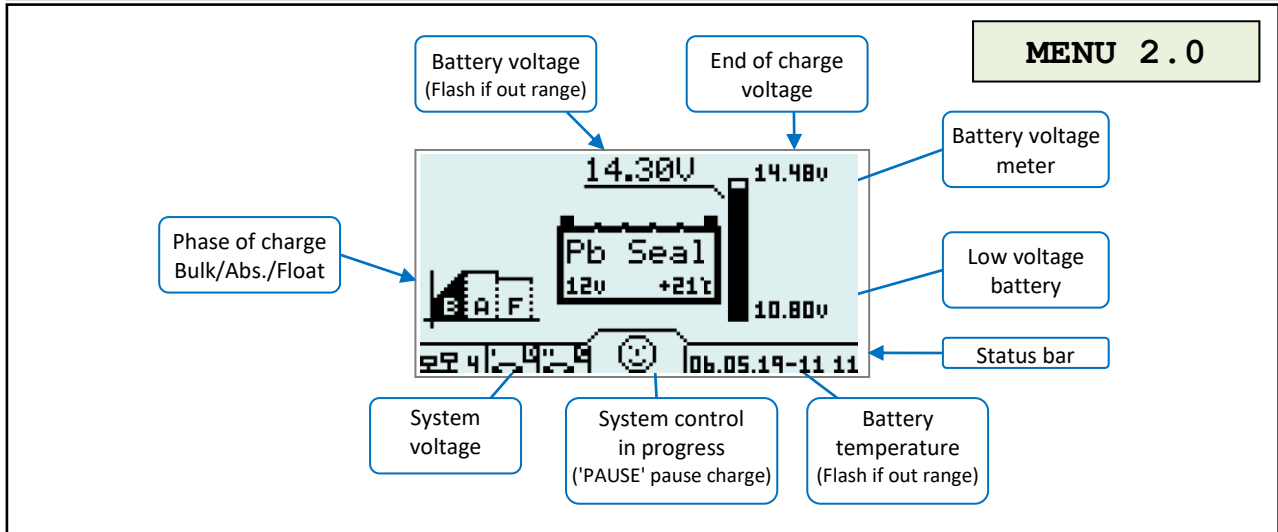 MENU 2.0
Battery voltage
(Flash if out range)
End of charge
voltage
Battery voltage
meter
Phase of charge
Bulk/Abs./Float
Low voltage
battery
Status bar
14.30V
14.48v
Pb Seal
12v +21℃
10.80v
B A F
4
06.05.19-11 11
System
voltage
System control
in progress
('PAUSE' pause charge)
Battery
temperature
(Flash if out range)